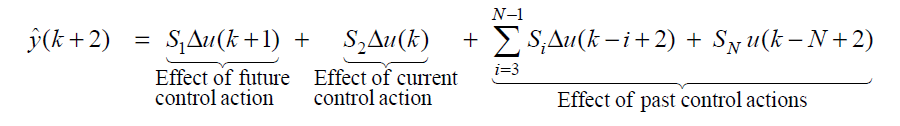 ŷ(k+2) = S₁Δu(k+1) + S₂Δu(k) + ∑_{i=3}^{N−1} SᵢΔu(k−i+2) + S_N u(k−N+2)
Effect of future control action
Effect of current control action
Effect of past control actions